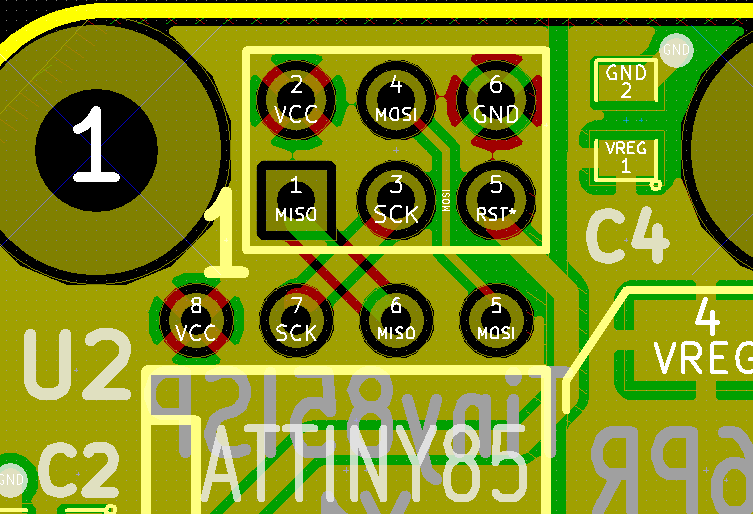 1
2
VCC
4
MOSI
6
GND
GND
2
GND
1
MISO
3
SCK
MOSI
5
RST*
VREG
1
1
C4
8
VCC
7
SCK
6
MISO
5
MOSI
4
VREG
U2
Tiny85ISP
ATTINY85
C2
GND